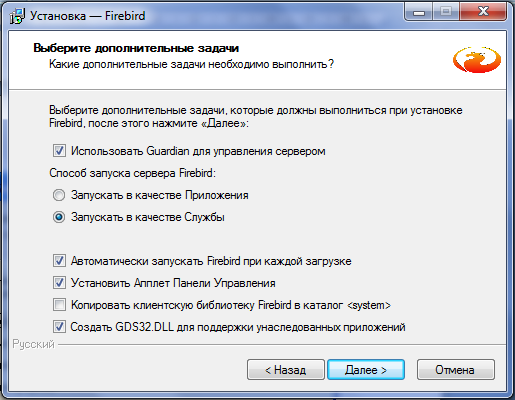 Установка — Firebird
Выберите дополнительные задачи
Какие дополнительные задачи необходимо выполнить?
Выберите дополнительные задачи, которые должны выполниться при установке
Firebird, после этого нажмите «Далее»:
Использовать Guardian для управления сервером
Способ запуска сервера Firebird:
Запускать в качестве Приложения
Запускать в качестве Службы
Автоматически запускать Firebird при каждой загрузке
Установить Апплет Панели Управления
Копировать клиентскую библиотеку Firebird в каталог <system>
Создать GDS32.DLL для поддержки унаследованных приложений
Русский
< Назад
Далее >
Отмена